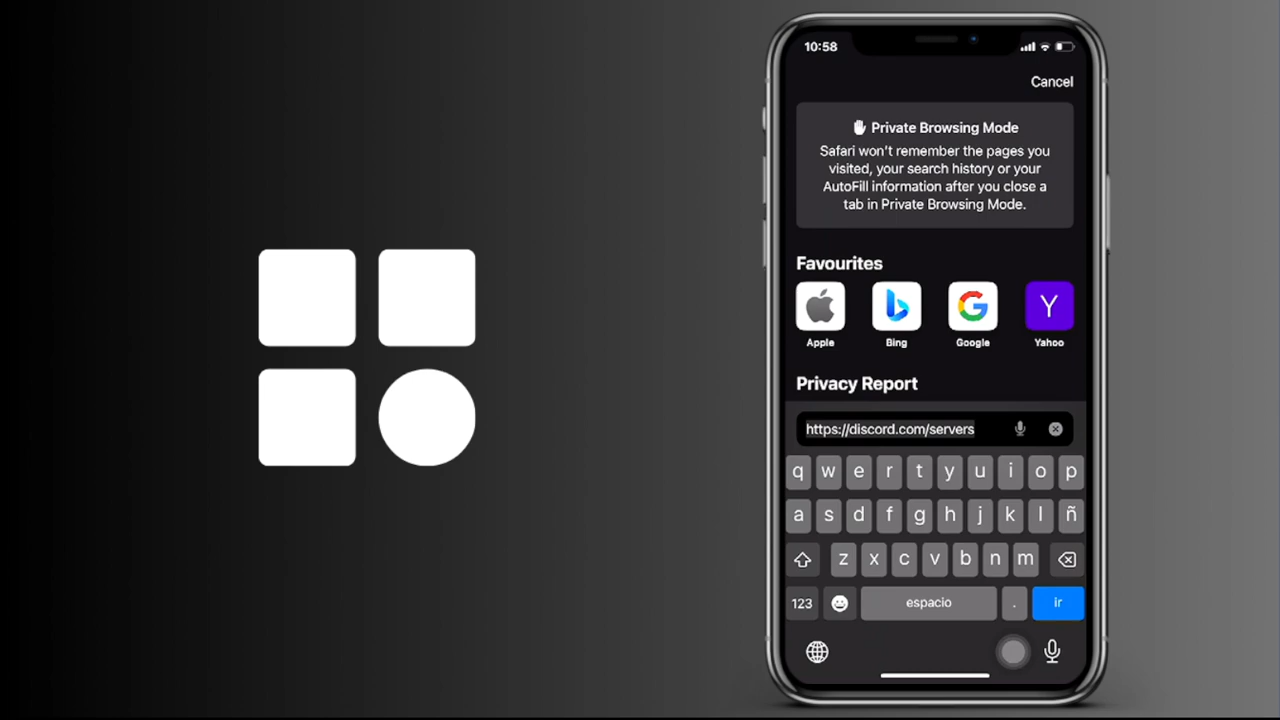 10:58
Cancel
Private Browsing Mode
Safari won't remember the pages you
visited, your search history or your
AutoFill information after you close a
tab in Private Browsing Mode.
Favourites
Apple Bing Google Yahoo
Privacy Report
https://discord.com/servers
q w e r t y u i o p
a s d f g h j k l ñ
z x c v b n m
123 espacio . ir